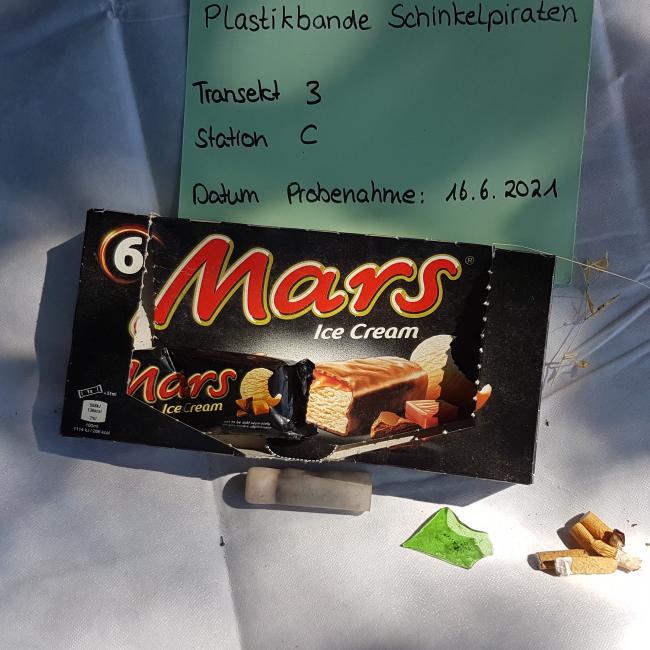 Plastikbande Schinkelpiraten
Transekt 3
Station C
Datum Probenahme: 16.6.2021
6
Mars®
Ice Cream
Mars
Ice Cream